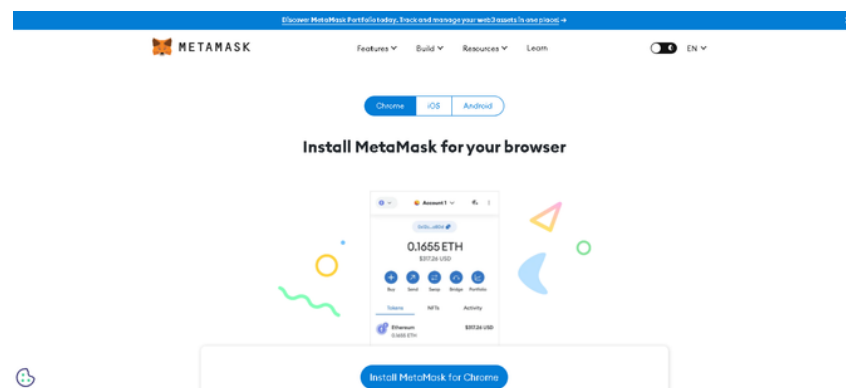 Discover MetaMask Portfolio today. Track and manage your web3 assets in one place! →
METAMASK
Features Build Resources Learn EN
Chrome iOS Android
Install MetaMask for your browser
Account 1
0.1655 ETH
$317.26 USD
Buy Send Swap Bridge Portfolio
Tokens NFTs Activity
Ethereum $317.26 USD
0.1655 ETH
Install MetaMask for Chrome